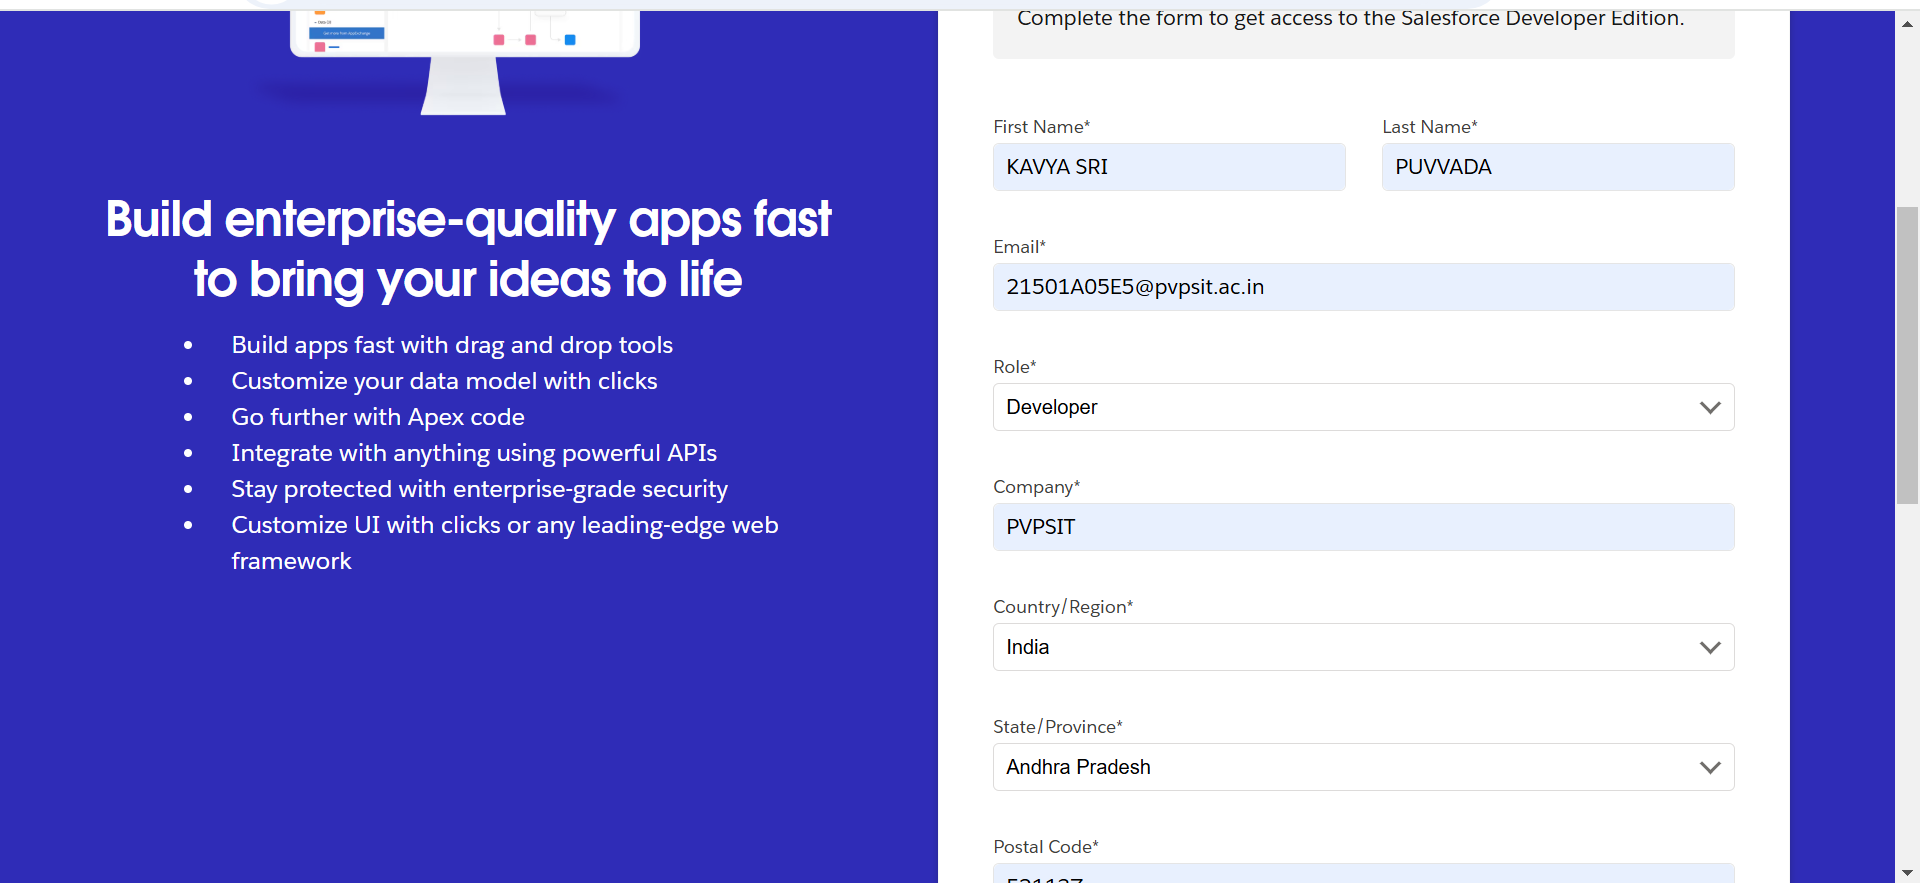 Complete the form to get access to the Salesforce Developer Edition.
Build enterprise-quality apps fast
to bring your ideas to life
• Build apps fast with drag and drop tools
• Customize your data model with clicks
• Go further with Apex code
• Integrate with anything using powerful APIs
• Stay protected with enterprise-grade security
• Customize UI with clicks or any leading-edge web
framework
First Name* Last Name*
KAVYA SRI PUVVADA
Email*
21501A05E5@pvpsit.ac.in
Role*
Developer
Company*
PVPSIT
Country/Region*
India
State/Province*
Andhra Pradesh
Postal Code*